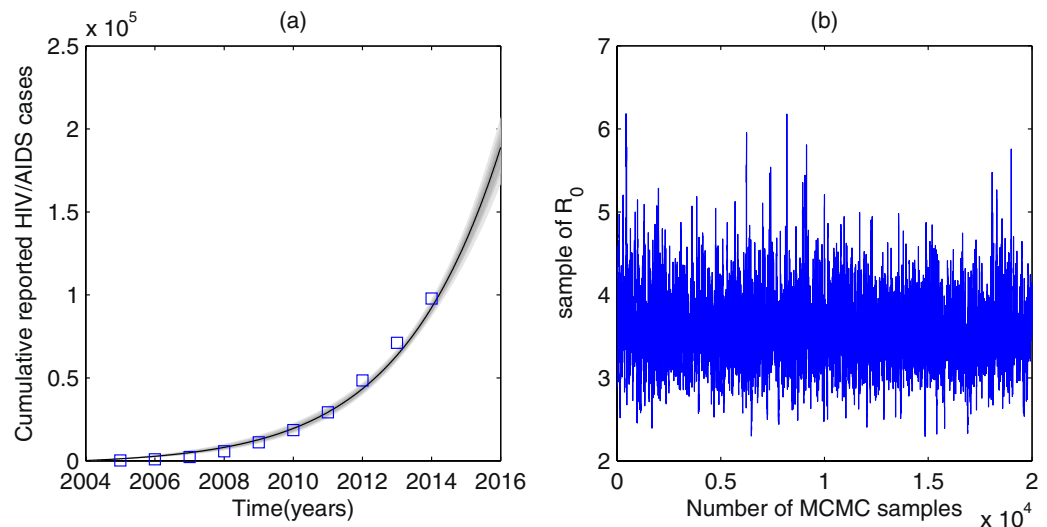 (a)
x 10^5
2.5
2
1.5
1
0.5
0
2004 2006 2008 2010 2012 2014 2016
Time(years)
Cumulative reported HIV/AIDS cases
(b)
7
6
5
4
3
2
0 0.5 1 1.5 2
x 10^4
Number of MCMC samples
sample of R_0